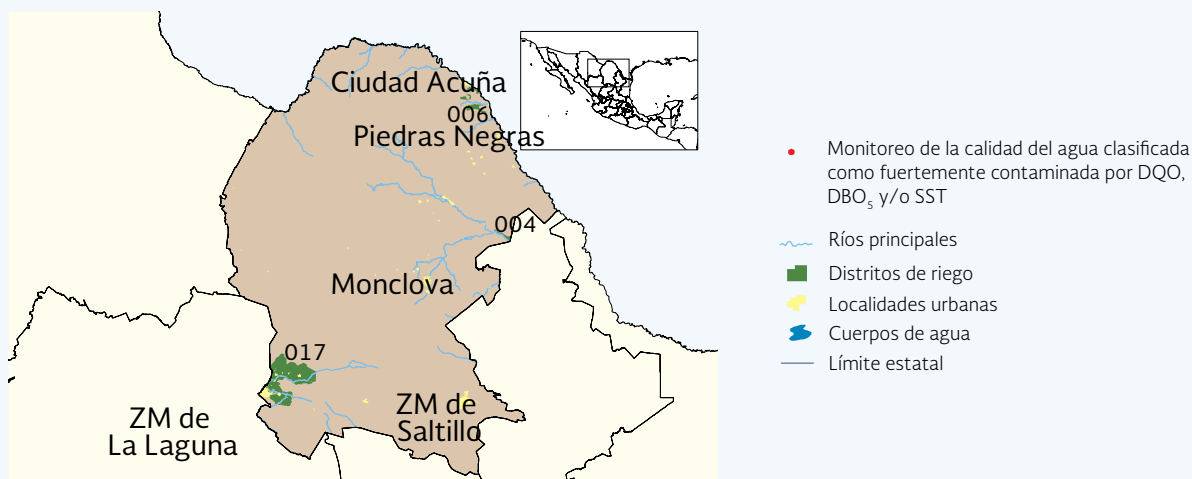 Ciudad Acuña
006
Piedras Negras
004
Monclova
017
ZM de
La Laguna
ZM de
Saltillo
Monitoreo de la calidad del agua clasificada
como fuertemente contaminada por DQO,
DBO₅ y/o SST
Ríos principales
Distritos de riego
Localidades urbanas
Cuerpos de agua
Límite estatal